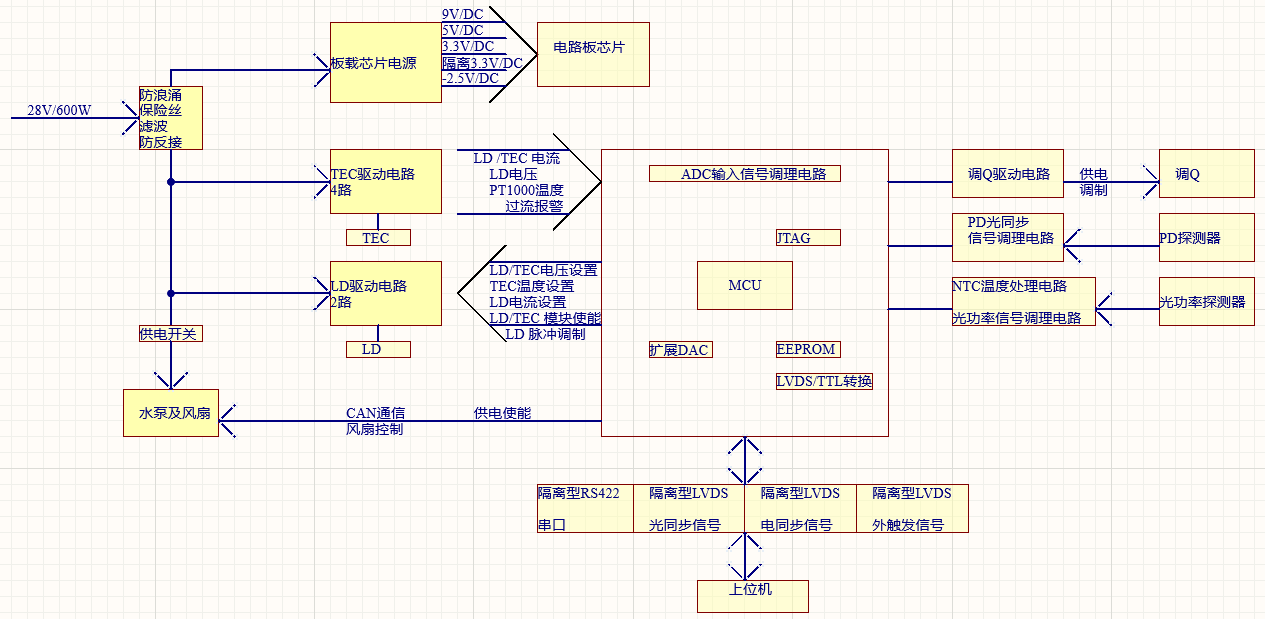 9V/DC
5V/DC
3.3V/DC
隔离3.3V/DC
-2.5V/DC
板载芯片电源
电路板芯片
28V/600W
防浪涌
保险丝
滤波
防反接
TEC驱动电路
4路
TEC
LD驱动电路
2路
LD
供电开关
水泵及风扇
LD /TEC 电流
LD电压
PT1000温度
过流报警
LD/TEC电压设置
TEC温度设置
LD电流设置
LD/TEC 模块使能
LD 脉冲调制
CAN通信
风扇控制
供电使能
ADC输入信号调理电路
JTAG
MCU
扩展DAC
EEPROM
LVDS/TTL转换
调Q驱动电路
供电
调制
调Q
PD光同步
信号调理电路
PD探测器
NTC温度处理电路
光功率信号调理电路
光功率探测器
隔离型RS422
串口
隔离型LVDS
光同步信号
隔离型LVDS
电同步信号
隔离型LVDS
外触发信号
上位机